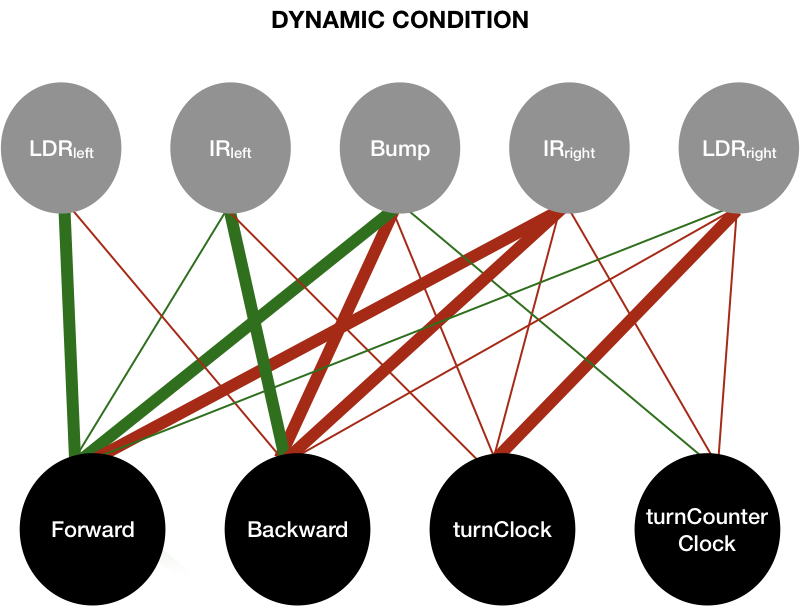 DYNAMIC CONDITION
LDRleft
IRleft
Bump
IRright
LDRright
Forward
Backward
turnClock
turnCounter
Clock